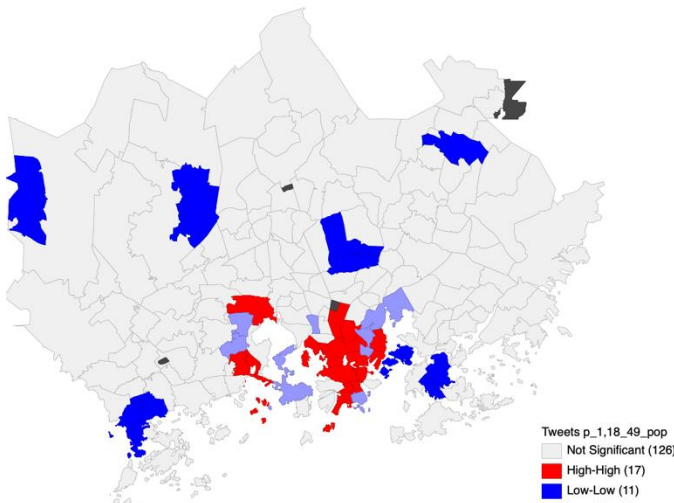 Tweets p_1,18_49_pop
Not Significant (126)
High-High (17)
Low-Low (11)